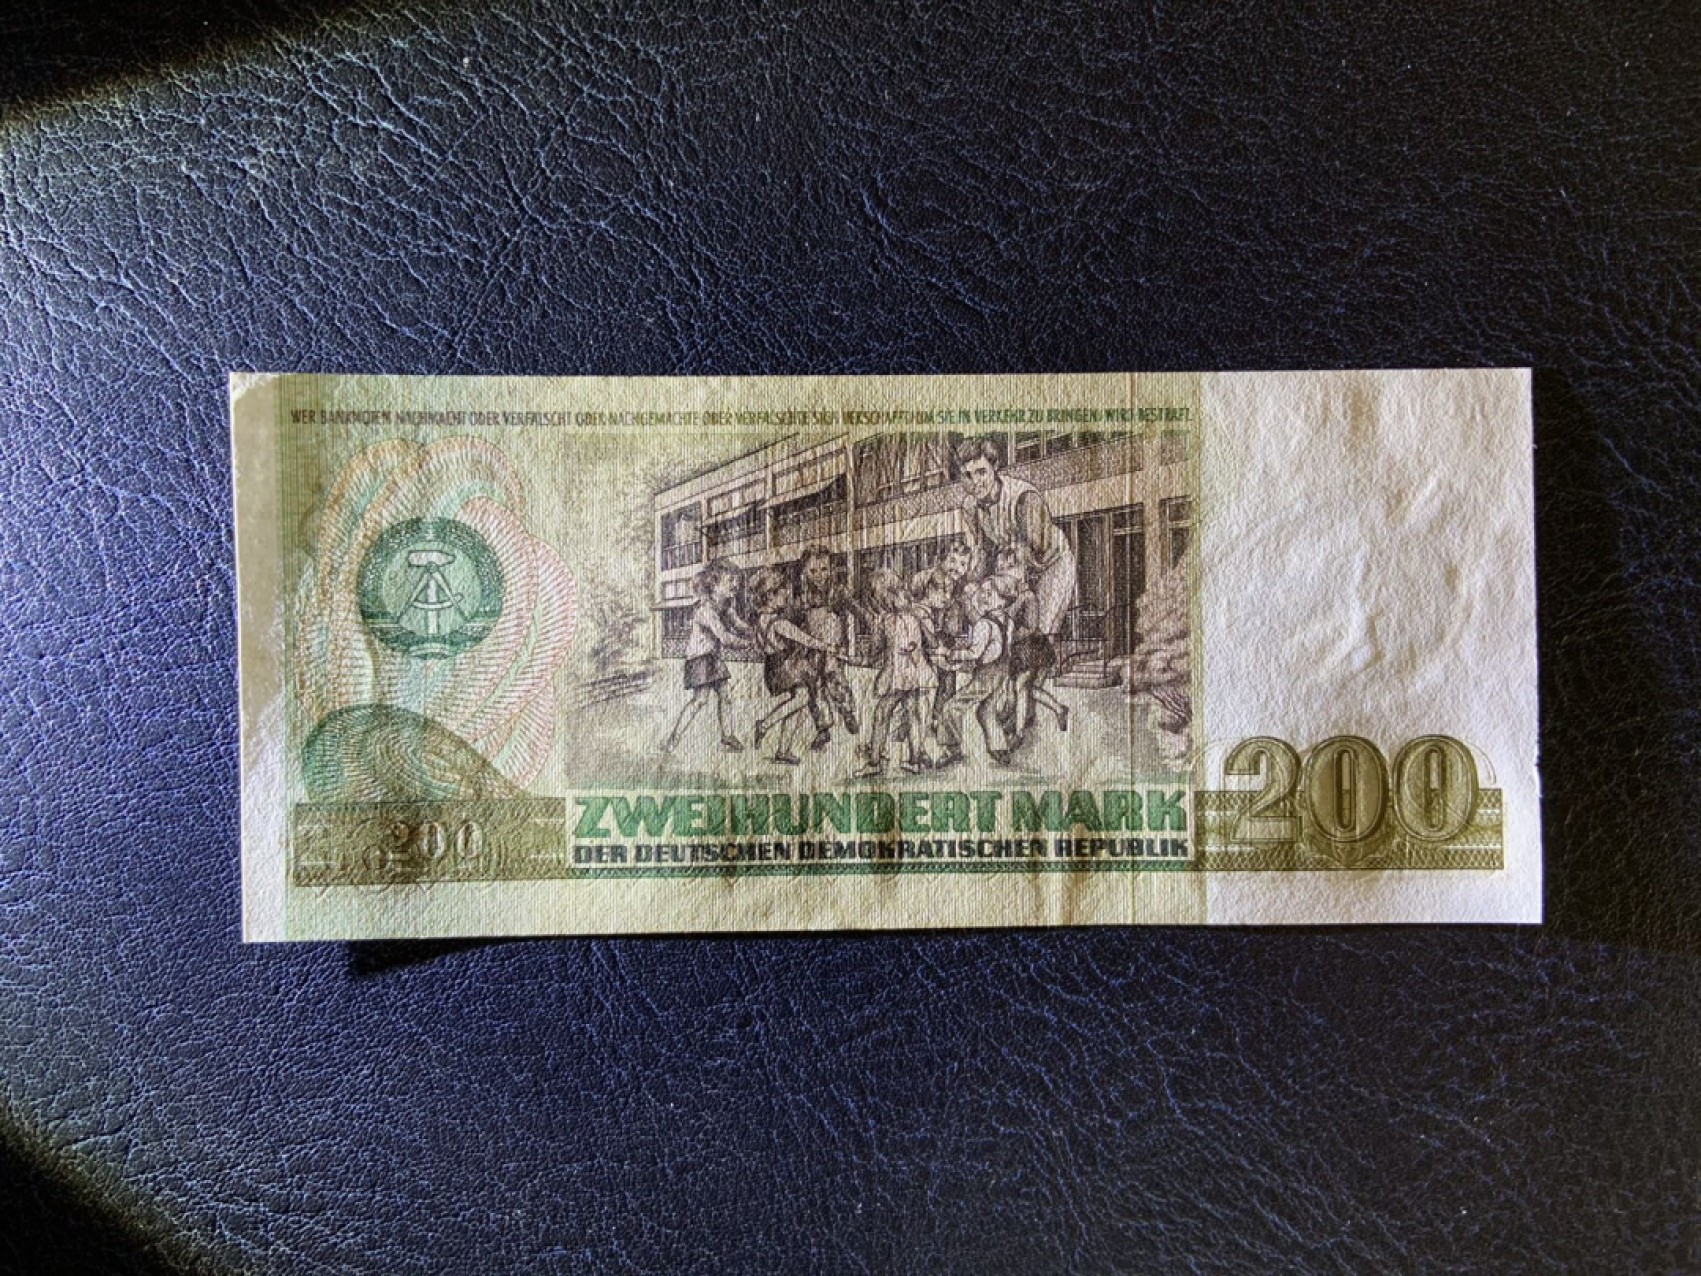 WER BANKNOTEN NACHMACHT ODER VERFÄLSCHT ODER NACHGEMACHTE ODER VERFÄLSCHTE SICH VERSCHAFFT UM SIE IN VERKEHR ZU BRINGEN, WIRD BESTRAFT.
ZWEIHUNDERT MARK
DER DEUTSCHEN DEMOKRATISCHEN REPUBLIK
200
200